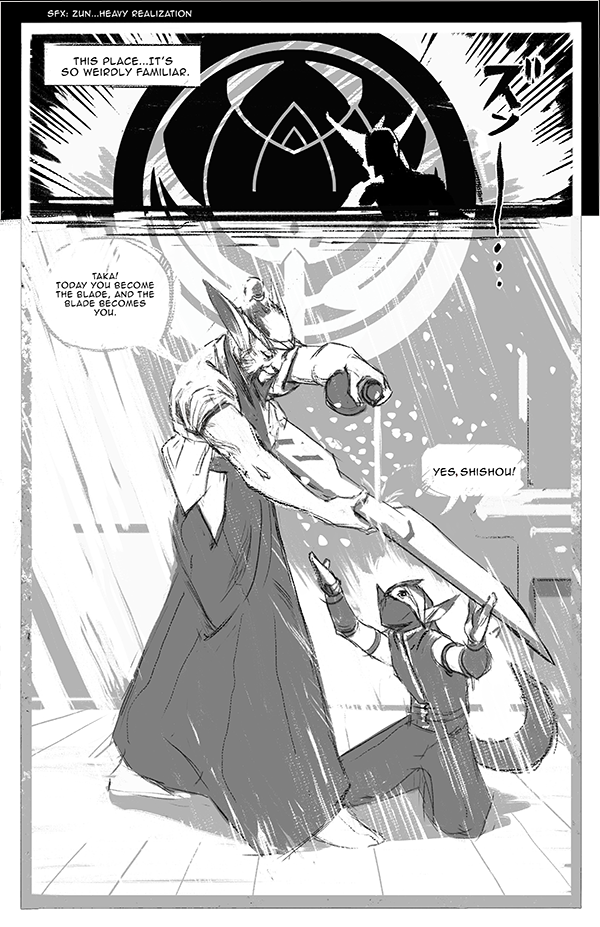 SFX: ZUN...HEAVY REALIZATION
THIS PLACE...IT'S
SO WEIRDLY FAMILIAR.
ズン
TAKA!
TODAY YOU BECOME
THE BLADE, AND THE
BLADE BECOMES
YOU.
YES, SHISHOU!